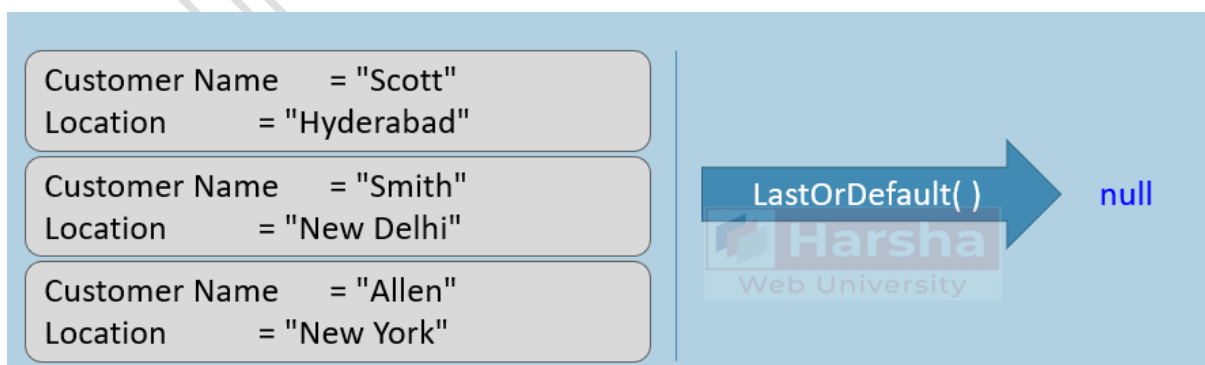 Customer Name = "Scott"
Location = "Hyderabad"
Customer Name = "Smith"
Location = "New Delhi"
Customer Name = "Allen"
Location = "New York"
LastOrDefault( )
null
Harsha
Web University